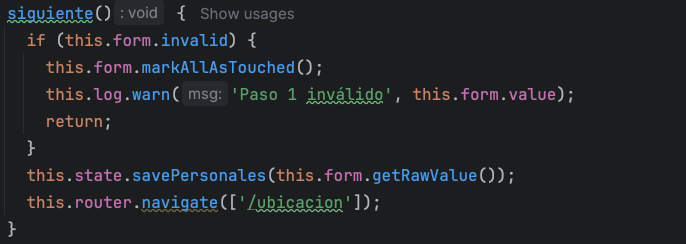 siguiente() : void { Show usages
  if (this.form.invalid) {
    this.form.markAllAsTouched();
    this.log.warn( msg: 'Paso 1 inválido', this.form.value);
    return;
  }
  this.state.savePersonales(this.form.getRawValue());
  this.router.navigate(['/ubicacion']);
}